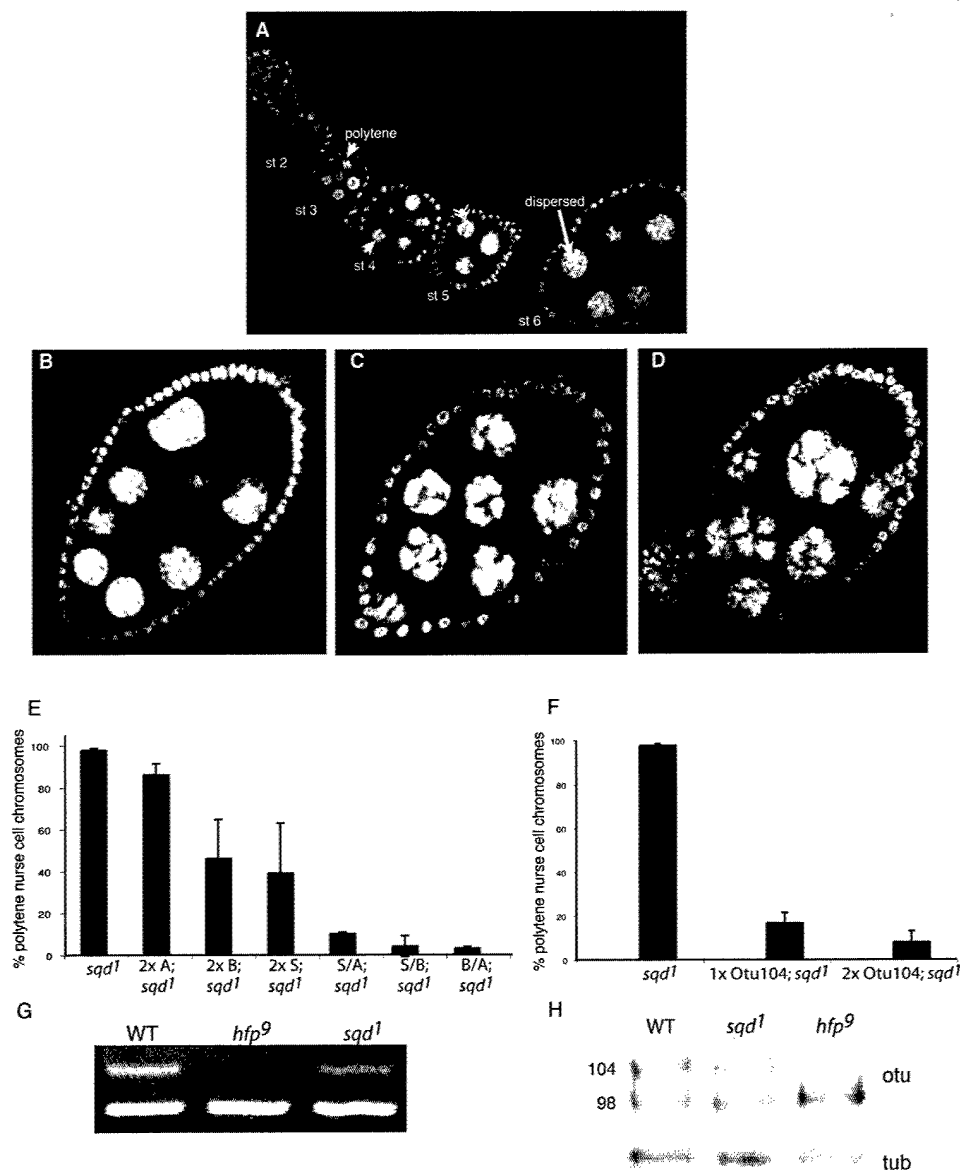 A
polytene
st 2
st 3
st 4
st 5
dispersed
st 6
B
C
D
E
% polytene nurse cell chromosomes
100
80
60
40
20
0
sqd1
2x A; sqd1
2x B; sqd1
2x S; sqd1
S/A; sqd1
S/B; sqd1
B/A; sqd1
F
% polytene nurse cell chromosomes
100
80
60
40
20
0
sqd1
1x Otu104; sqd1
2x Otu104; sqd1
G
WT hfp9 sqd1
H
WT sqd1 hfp9
104
98
otu
tub